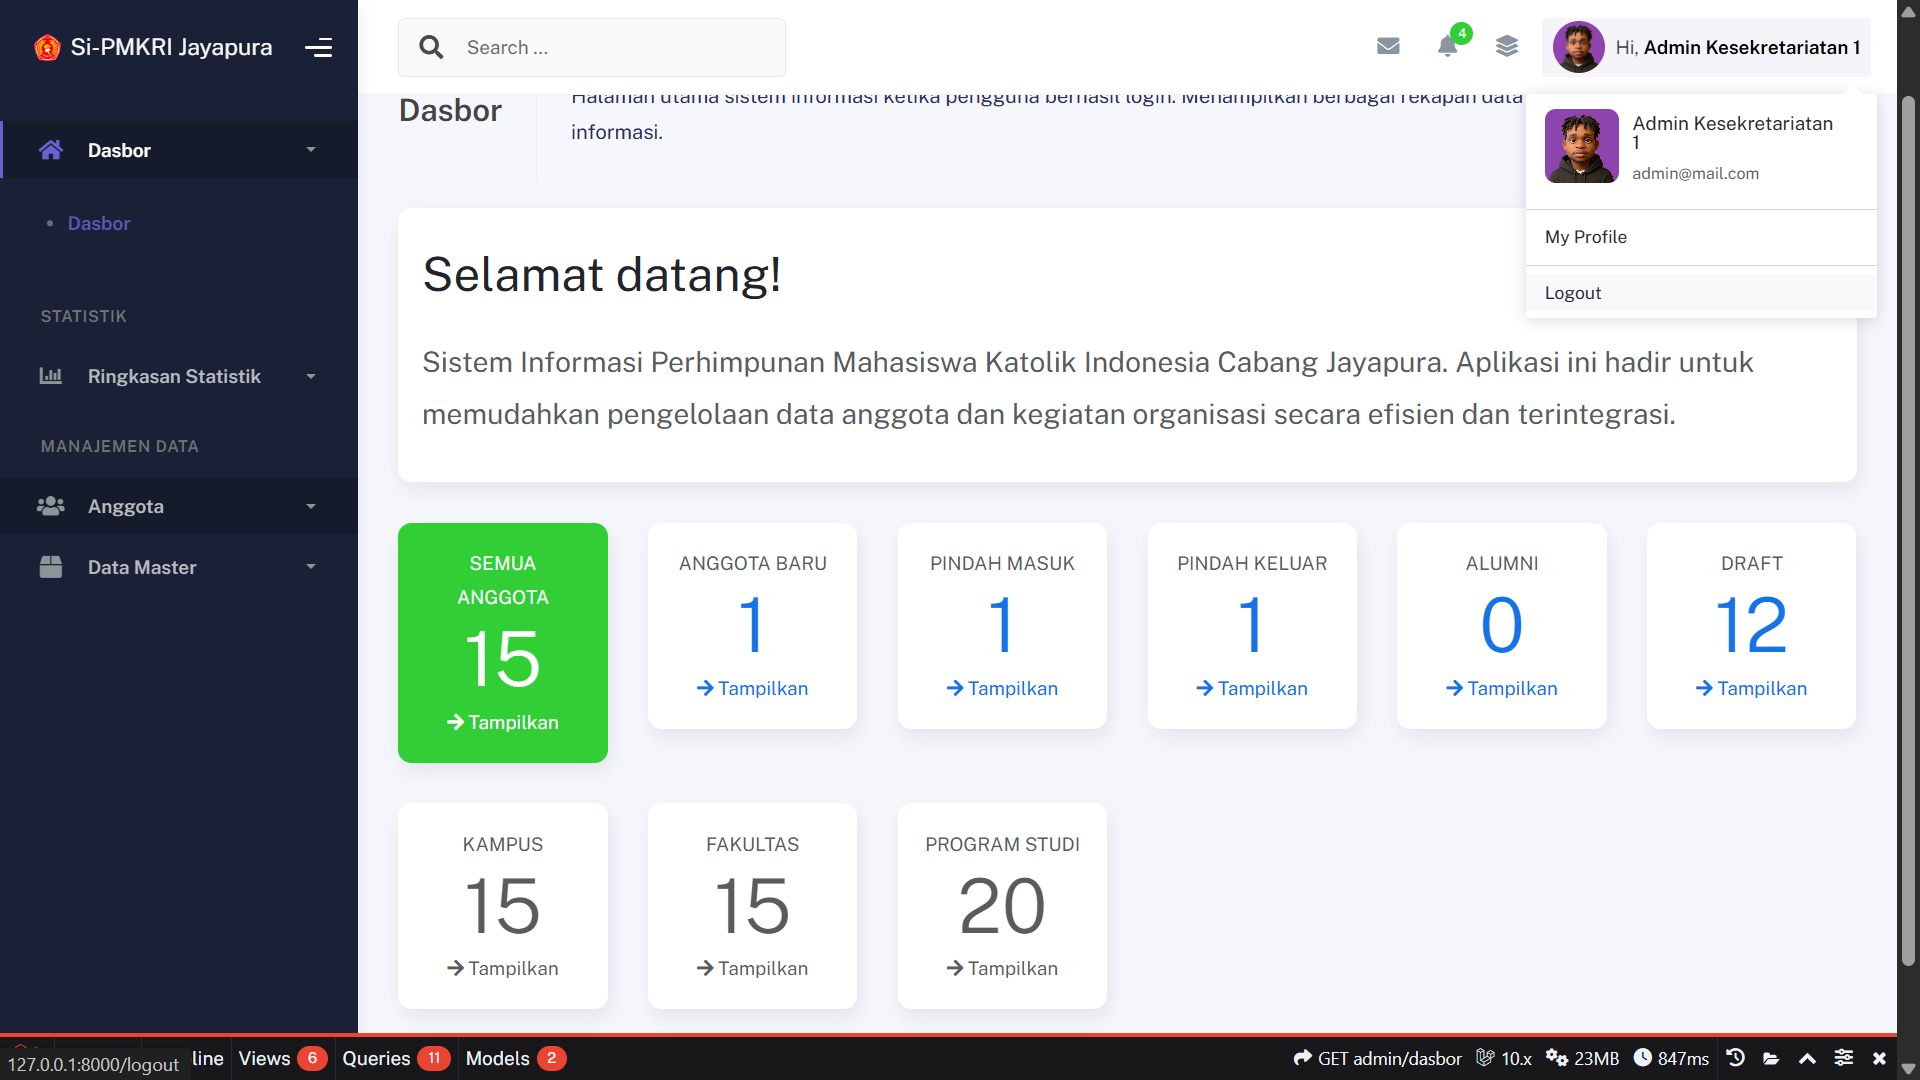 Si-PMKRI Jayapura
Search ...
4
Hi, Admin Kesekretariatan 1
Dasbor
Dasbor
STATISTIK
Ringkasan Statistik
MANAJEMEN DATA
Anggota
Data Master
Dasbor
Halaman utama sistem informasi ketika pengguna berhasil login. Menampilkan berbagai rekapan data
informasi.
Admin Kesekretariatan
1
admin@mail.com
My Profile
Logout
Selamat datang!
Sistem Informasi Perhimpunan Mahasiswa Katolik Indonesia Cabang Jayapura. Aplikasi ini hadir untuk
memudahkan pengelolaan data anggota dan kegiatan organisasi secara efisien dan terintegrasi.
SEMUA
ANGGOTA
15
Tampilkan
ANGGOTA BARU
1
Tampilkan
PINDAH MASUK
1
Tampilkan
PINDAH KELUAR
1
Tampilkan
ALUMNI
0
Tampilkan
DRAFT
12
Tampilkan
KAMPUS
15
Tampilkan
FAKULTAS
15
Tampilkan
PROGRAM STUDI
20
Tampilkan
127.0.0.1:8000/logout
line Views 6 Queries 11 Models 2
GET admin/dasbor 10.x 23MB 847ms